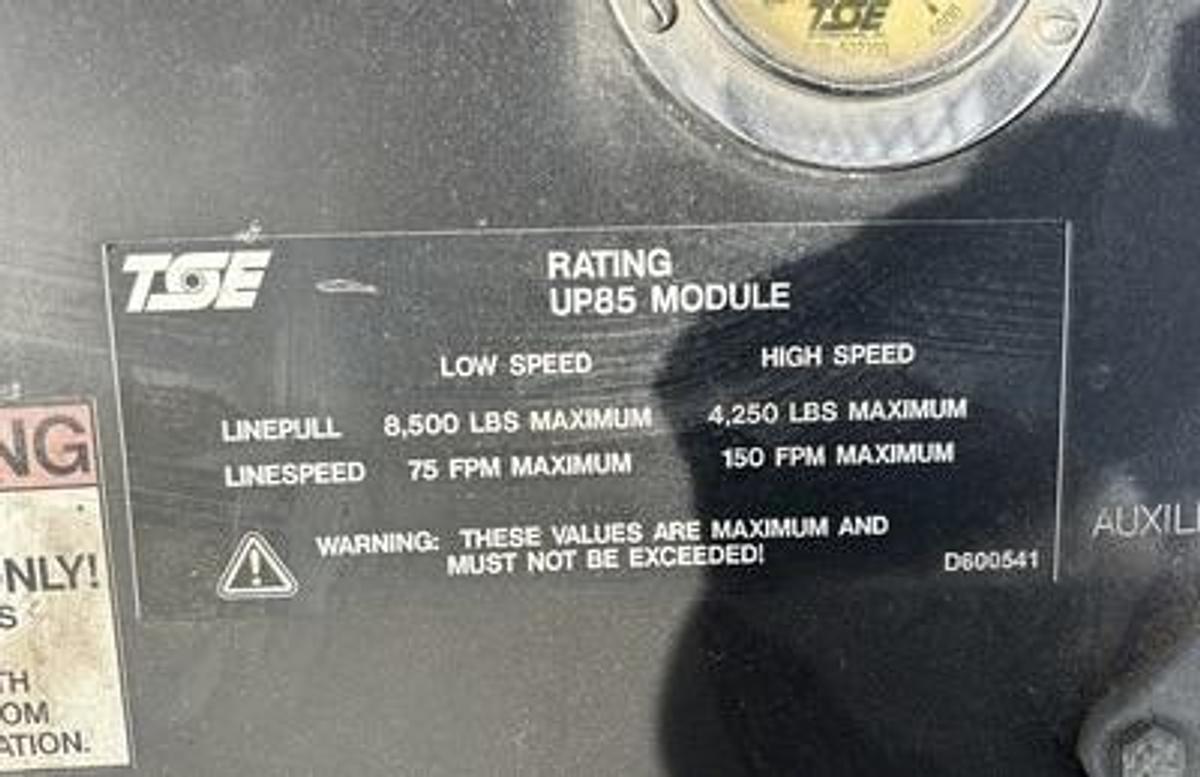 TSE
TSE
RATING
UP85 MODULE
LOW SPEED HIGH SPEED
LINEPULL 8,500 LBS MAXIMUM 4,250 LBS MAXIMUM
LINESPEED 75 FPM MAXIMUM 150 FPM MAXIMUM
WARNING: THESE VALUES ARE MAXIMUM AND
MUST NOT BE EXCEEDED!
D600541
NG
NLY!
S
TH
OM
ATION.
AUXIL